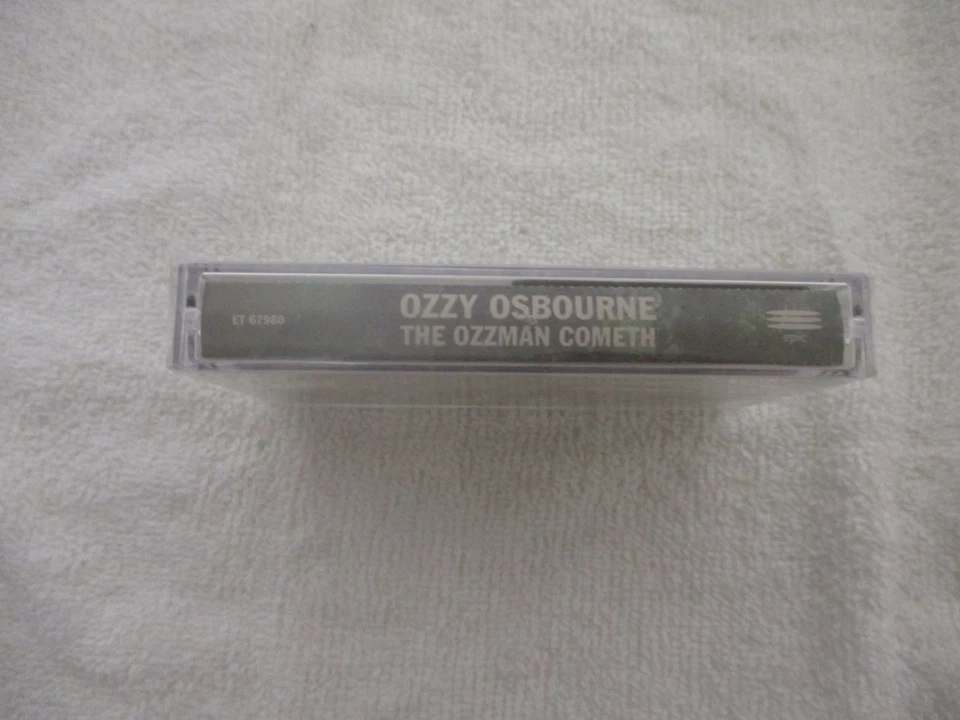 ET 67980
OZZY OSBOURNE
THE OZZMAN COMETH
epic